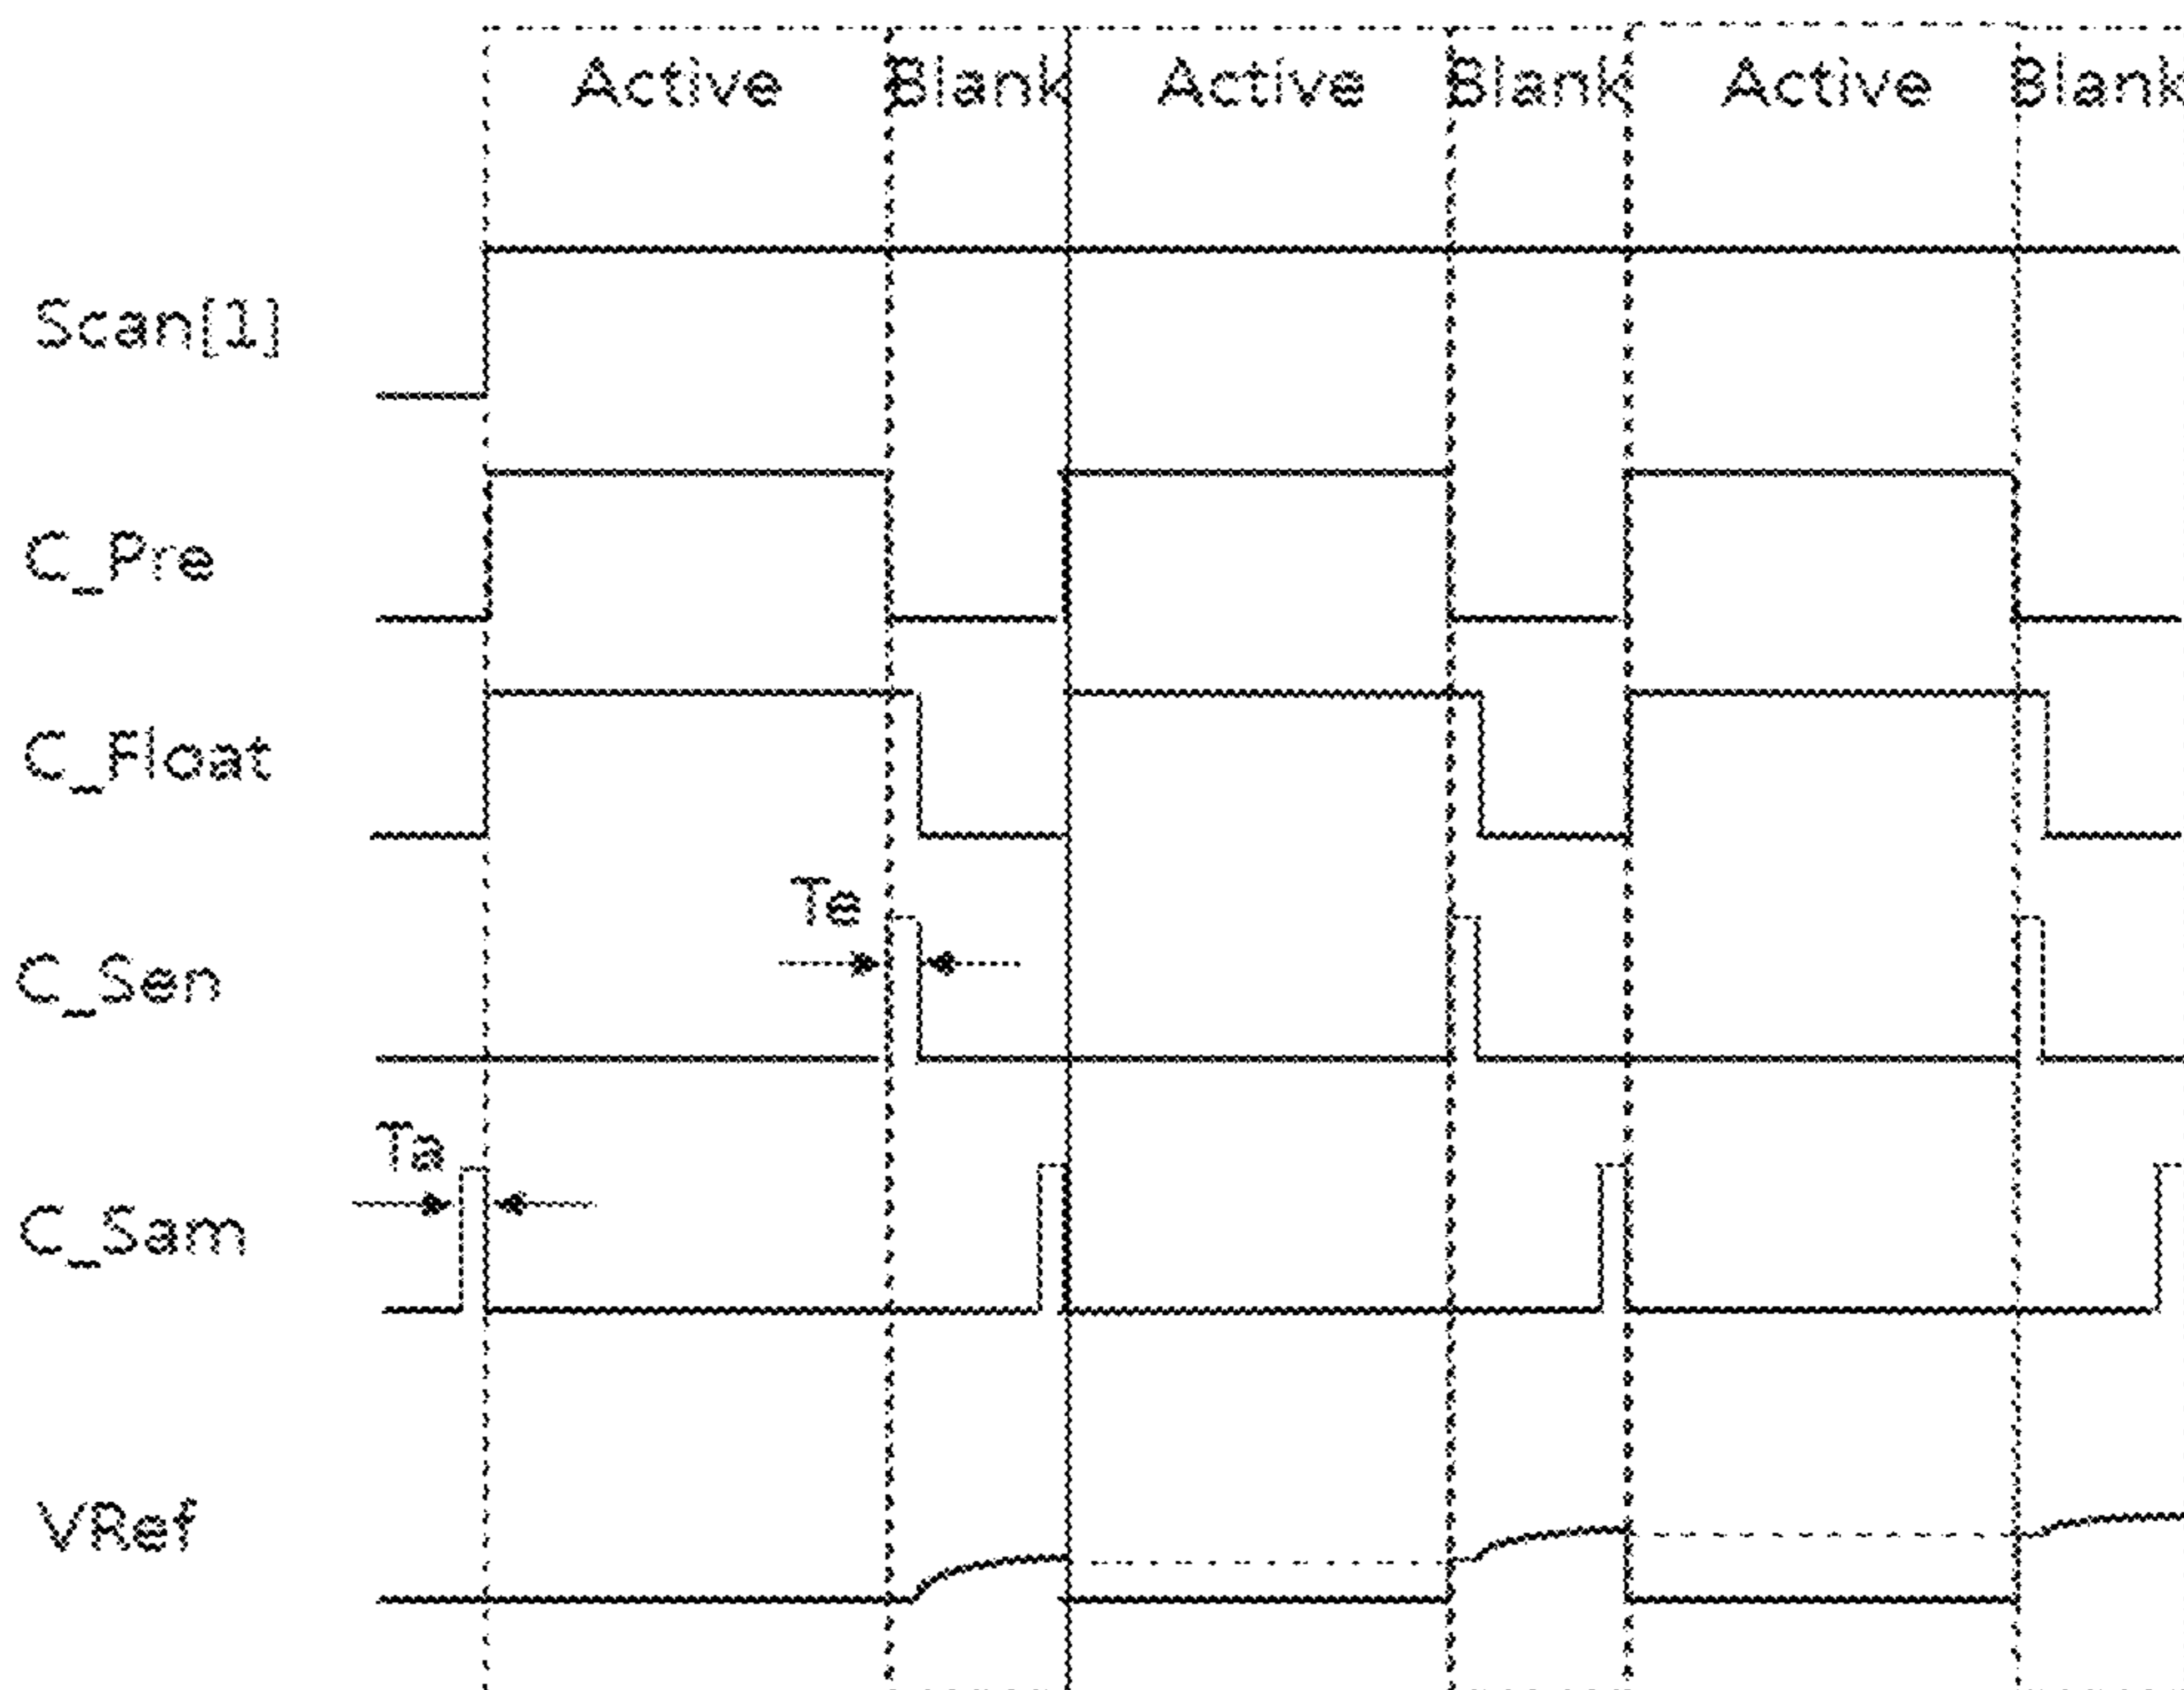 Active Blank Active Blank Active Blank
Scan[1]
C_Pre
C_Float
Te
C_Sen
Ta
C_Sam
VRef